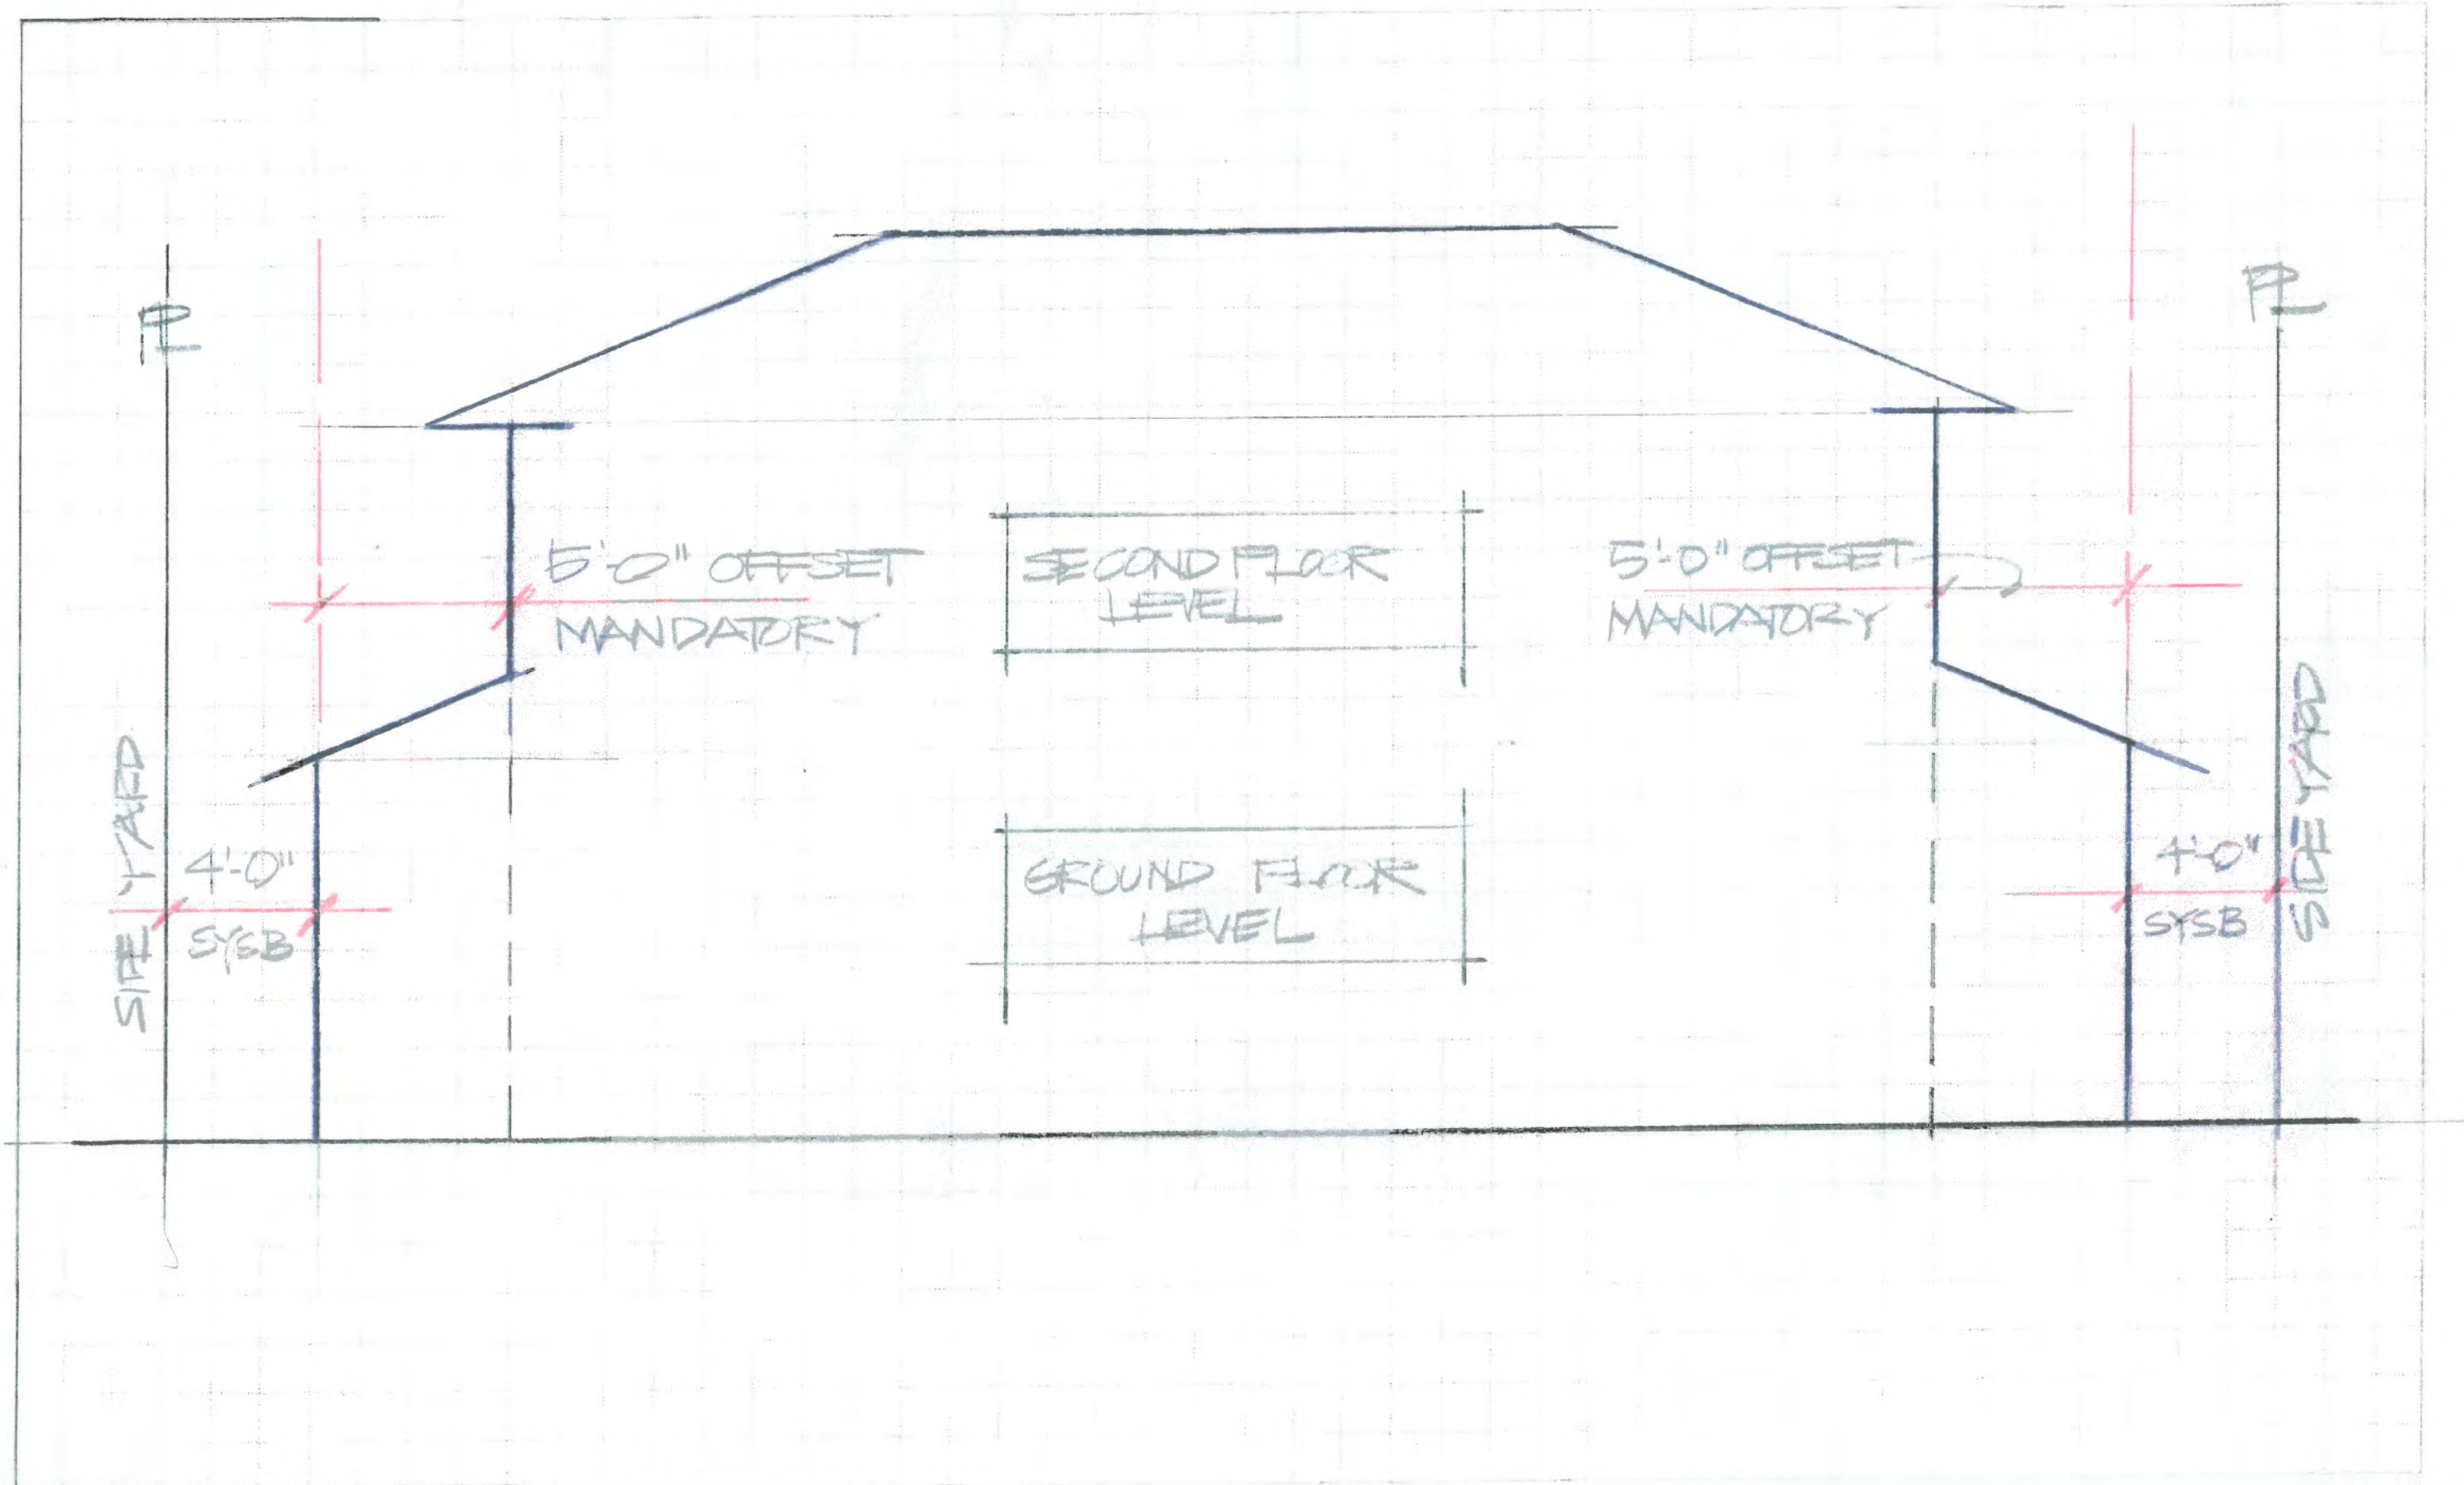 PL
PL
5'-0" OFFSET
MANDATORY
SECOND FLOOR
LEVEL
5'-0" OFFSET
MANDATORY
SIDE YARD
4'-0"
SYSB
GROUND FLOOR
LEVEL
4'-0"
SYSB
SIDE YARD